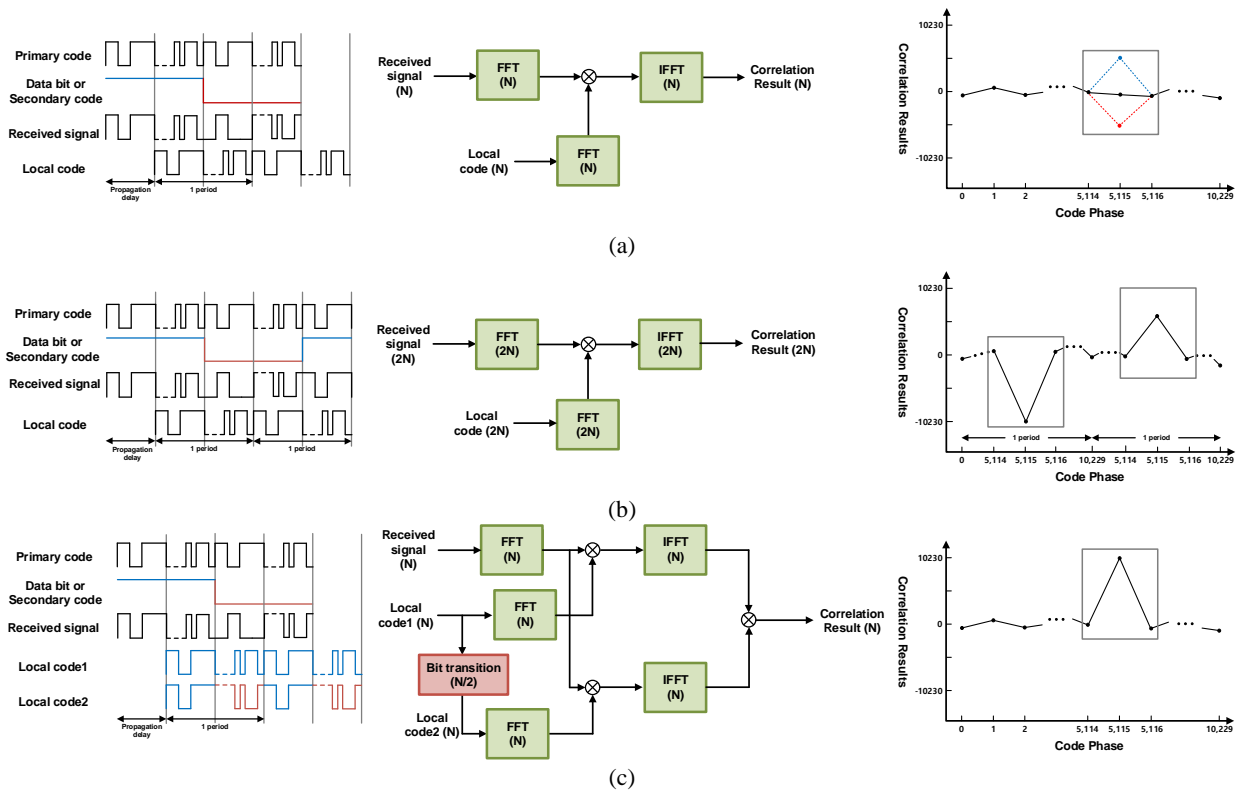 Primary code
Data bit or
Secondary code
Received signal
Local code
Propagation
delay
1 period
Received
signal
(N)
FFT
(N)
IFFT
(N)
Correlation
Result (N)
Local
code (N)
FFT
(N)
Correlation Results
10230
0
-10230
0
1
2
5,114
5,115
5,116
10,229
Code Phase
(a)
Primary code
Data bit or
Secondary code
Received signal
Local code
Propagation
delay
1 period
1 period
Received
signal
(N)
FFT
(2N)
IFFT
(2N)
Correlation
Result (2N)
Local
code (2N)
FFT
(2N)
Correlation Results
10230
0
-10230
1 period
1 period
0
5,114
5,115
5,116
10,229
5,114
5,115
5,116
10,229
Code Phase
(b)
Primary code
Data bit or
Secondary code
Received signal
Local code1
Local code2
Propagation
delay
1 period
Received
signal
(N)
FFT
(N)
IFFT
(N)
Local
code1 (N)
FFT
(N)
Correlation
Result (N)
Bit transition
(N/2)
IFFT
(N)
Local
code2 (N)
FFT
(N)
Correlation Results
10230
0
-10230
0
1
2
5,114
5,115
5,116
10,229
Code Phase
(c)